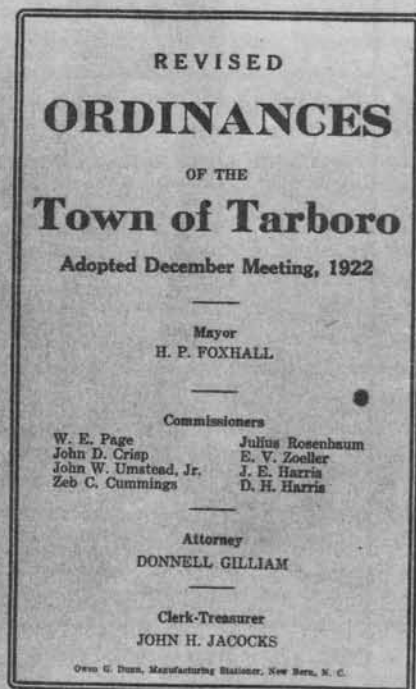 REVISED
ORDINANCES
OF THE
Town of Tarboro
Adopted December Meeting, 1922
Mayor
H. P. FOXHALL
Commissioners
W. E. Page
John D. Crisp
John W. Umstead, Jr.
Zeb C. Cummings
Julius Rosenbaum
E. V. Zoeller
J. E. Harris
D. H. Harris
Attorney
DONNELL GILLIAM
Clerk-Treasurer
JOHN H. JACOCKS
Owen G. Dunn, Manufacturing Stationer, New Bern, N. C.